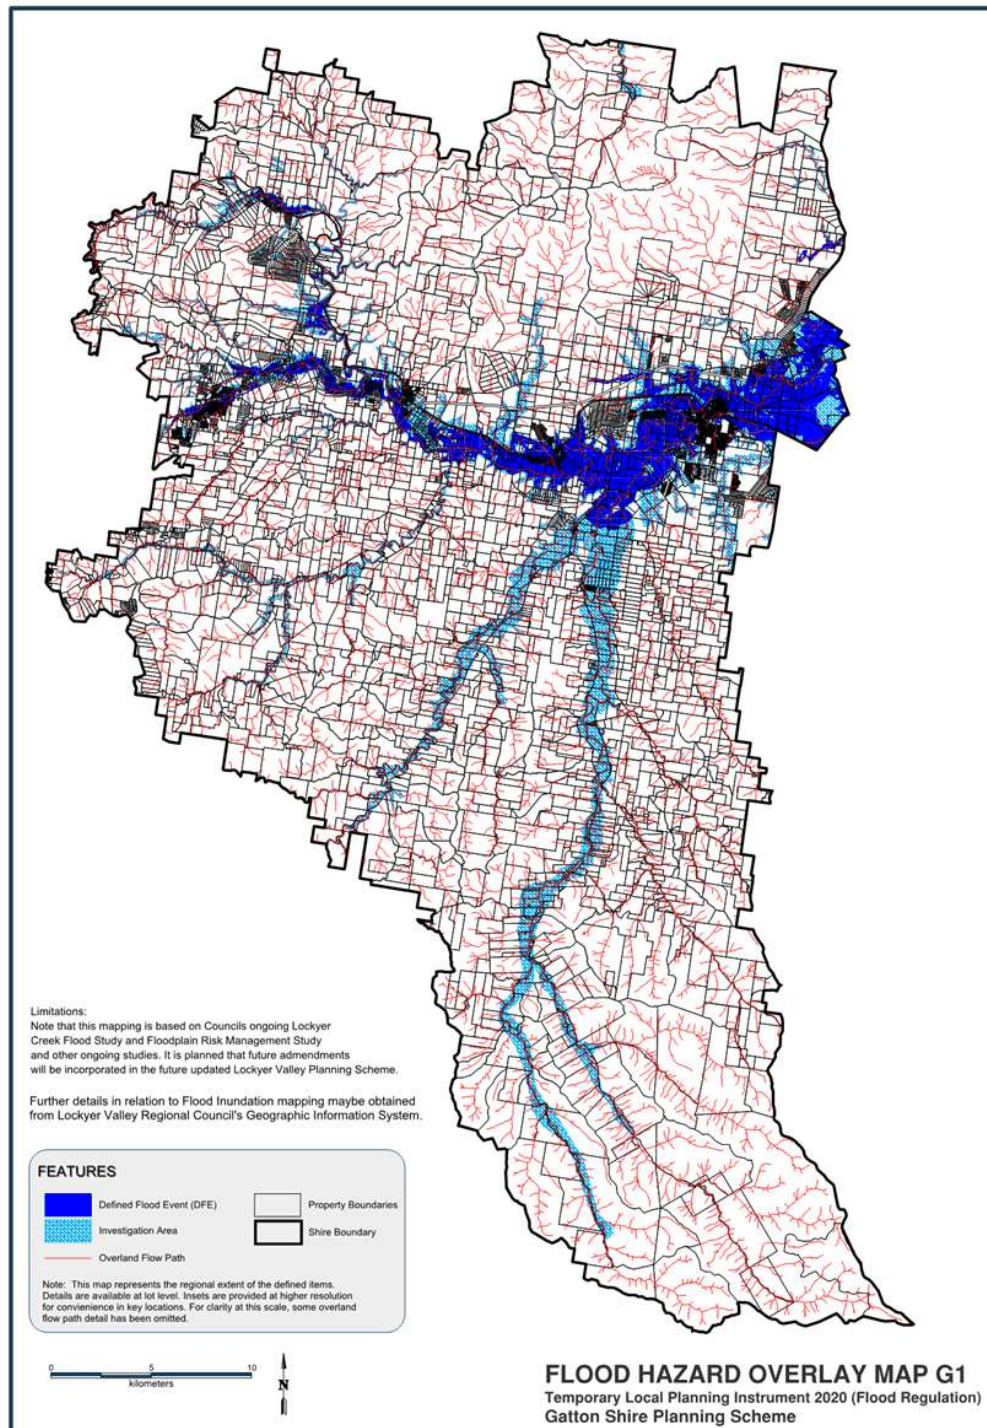 Limitations:
Note that this mapping is based on Councils ongoing Lockyer
Creek Flood Study and Floodplain Risk Management Study
and other ongoing studies. It is planned that future admendments
will be incorporated in the future updated Lockyer Valley Planning Scheme.
Further details in relation to Flood Inundation mapping maybe obtained
from Lockyer Valley Regional Council's Geographic Information System.
FEATURES
Defined Flood Event (DFE)
Property Boundaries
Investigation Area
Shire Boundary
Overland Flow Path
Note: This map represents the regional extent of the defined items.
Details are available at lot level. Insets are provided at higher resolution
for convienience in key locations. For clarity at this scale, some overland
flow path detail has been omitted.
0 5 10
kilometers
N
FLOOD HAZARD OVERLAY MAP G1
Temporary Local Planning Instrument 2020 (Flood Regulation)
Gatton Shire Planning Scheme